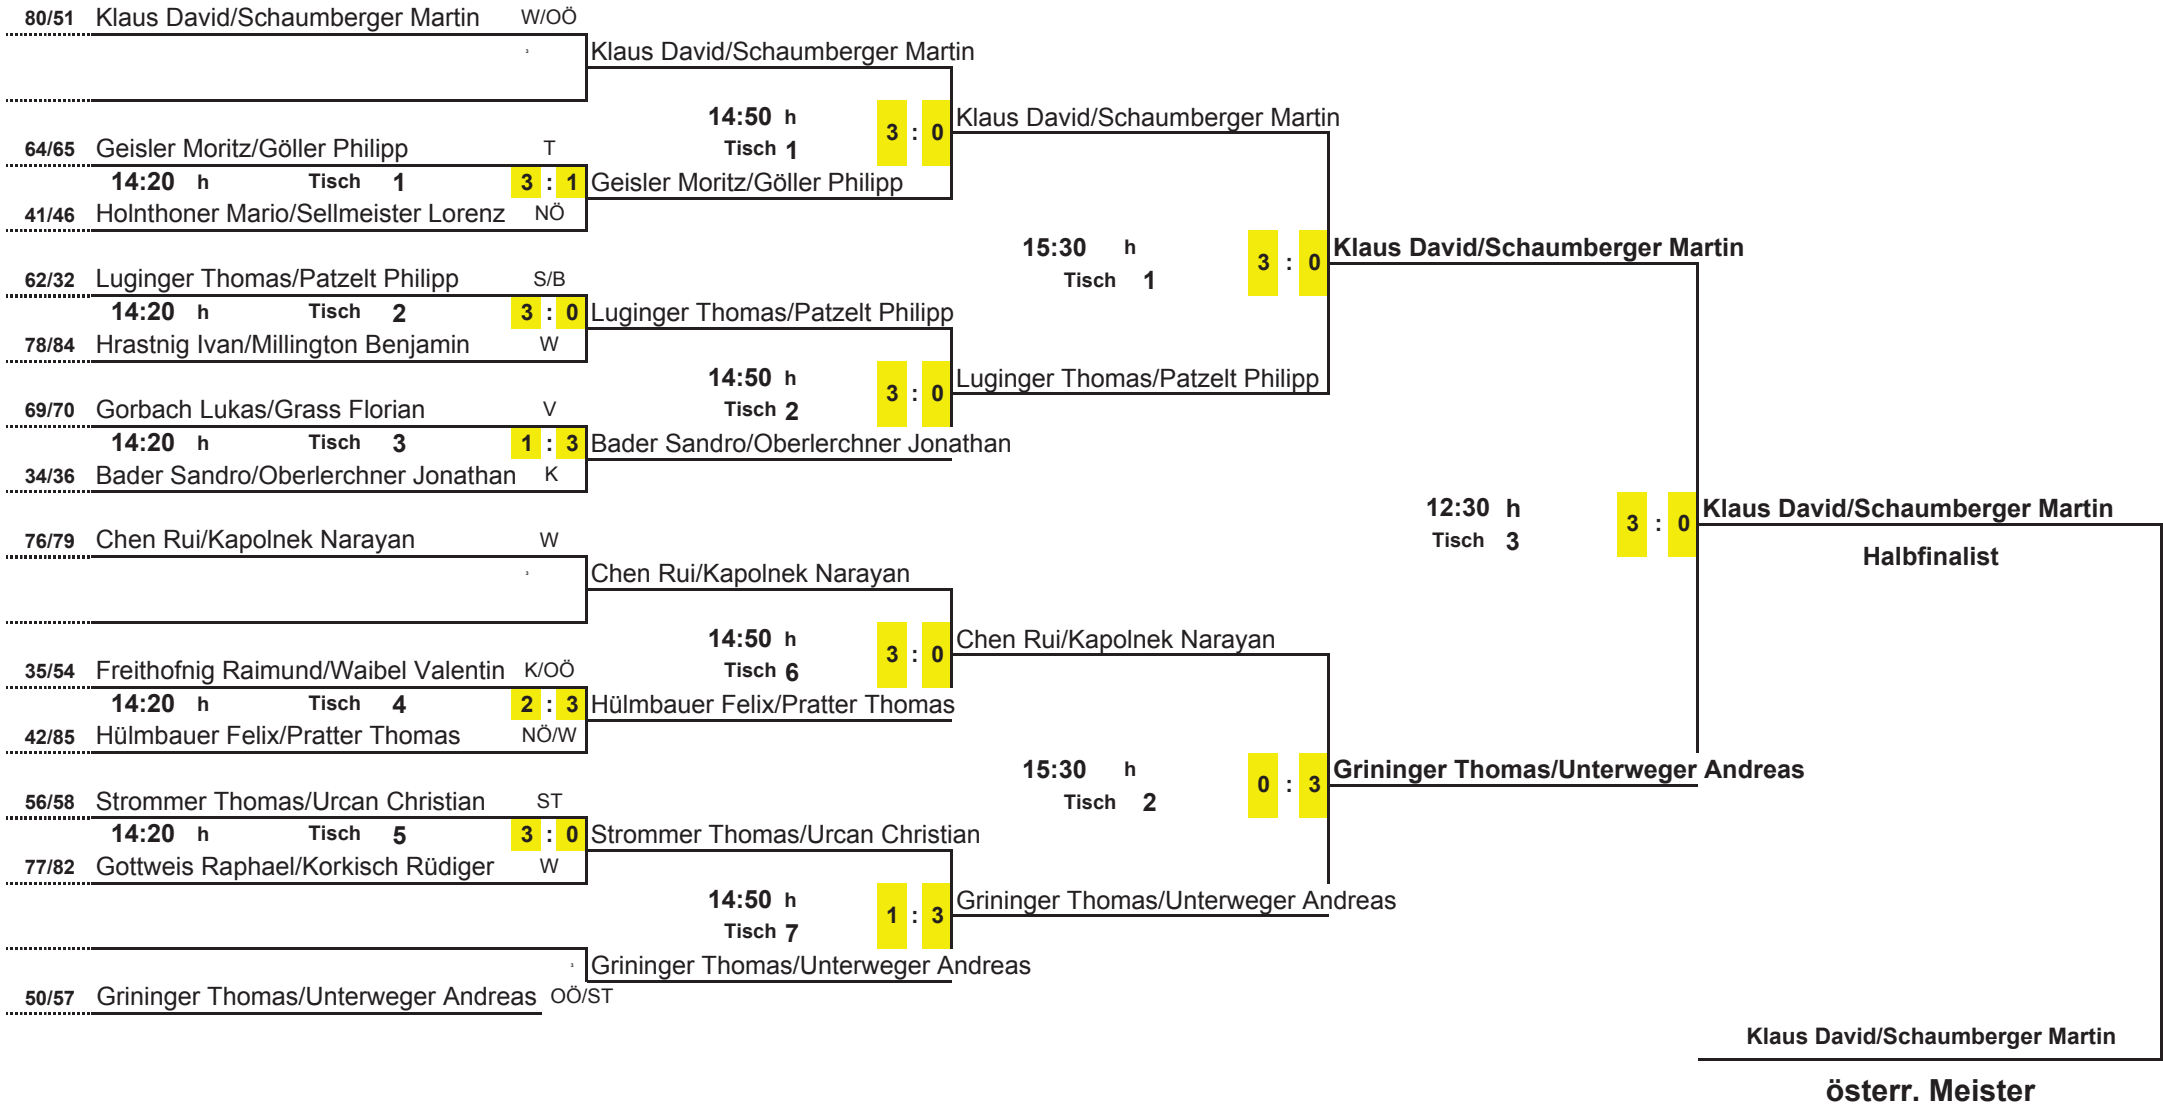 80/51 Klaus David/Schaumberger Martin W/OÖ
³ Klaus David/Schaumberger Martin
14:50 h 3 : 0 Klaus David/Schaumberger Martin
64/65 Geisler Moritz/Göller Philipp T Tisch 1
14:20 h Tisch 1 3 : 1 Geisler Moritz/Göller Philipp
41/46 Holnthoner Mario/Sellmeister Lorenz NÖ
15:30 h 3 : 0 Klaus David/Schaumberger Martin
62/32 Luginger Thomas/Patzelt Philipp S/B Tisch 1
14:20 h Tisch 2 3 : 0 Luginger Thomas/Patzelt Philipp
78/84 Hrastnig Ivan/Millington Benjamin W
14:50 h 3 : 0 Luginger Thomas/Patzelt Philipp
69/70 Gorbach Lukas/Grass Florian V Tisch 2
14:20 h Tisch 3 1 : 3 Bader Sandro/Oberlerchner Jonathan
34/36 Bader Sandro/Oberlerchner Jonathan K
12:30 h 3 : 0 Klaus David/Schaumberger Martin
76/79 Chen Rui/Kapolnek Narayan W Tisch 3
Halbfinalist
³ Chen Rui/Kapolnek Narayan
14:50 h 3 : 0 Chen Rui/Kapolnek Narayan
35/54 Freithofnig Raimund/Waibel Valentin K/OÖ Tisch 6
14:20 h Tisch 4 2 : 3 Hülmbauer Felix/Pratter Thomas
42/85 Hülmbauer Felix/Pratter Thomas NÖ/W
15:30 h 0 : 3 Grininger Thomas/Unterweger Andreas
56/58 Strommer Thomas/Urcan Christian ST Tisch 2
14:20 h Tisch 5 3 : 0 Strommer Thomas/Urcan Christian
77/82 Gottweis Raphael/Korkisch Rüdiger W
14:50 h 1 : 3 Grininger Thomas/Unterweger Andreas
Tisch 7
³ Grininger Thomas/Unterweger Andreas
50/57 Grininger Thomas/Unterweger Andreas OÖ/ST
Klaus David/Schaumberger Martin
österr. Meister